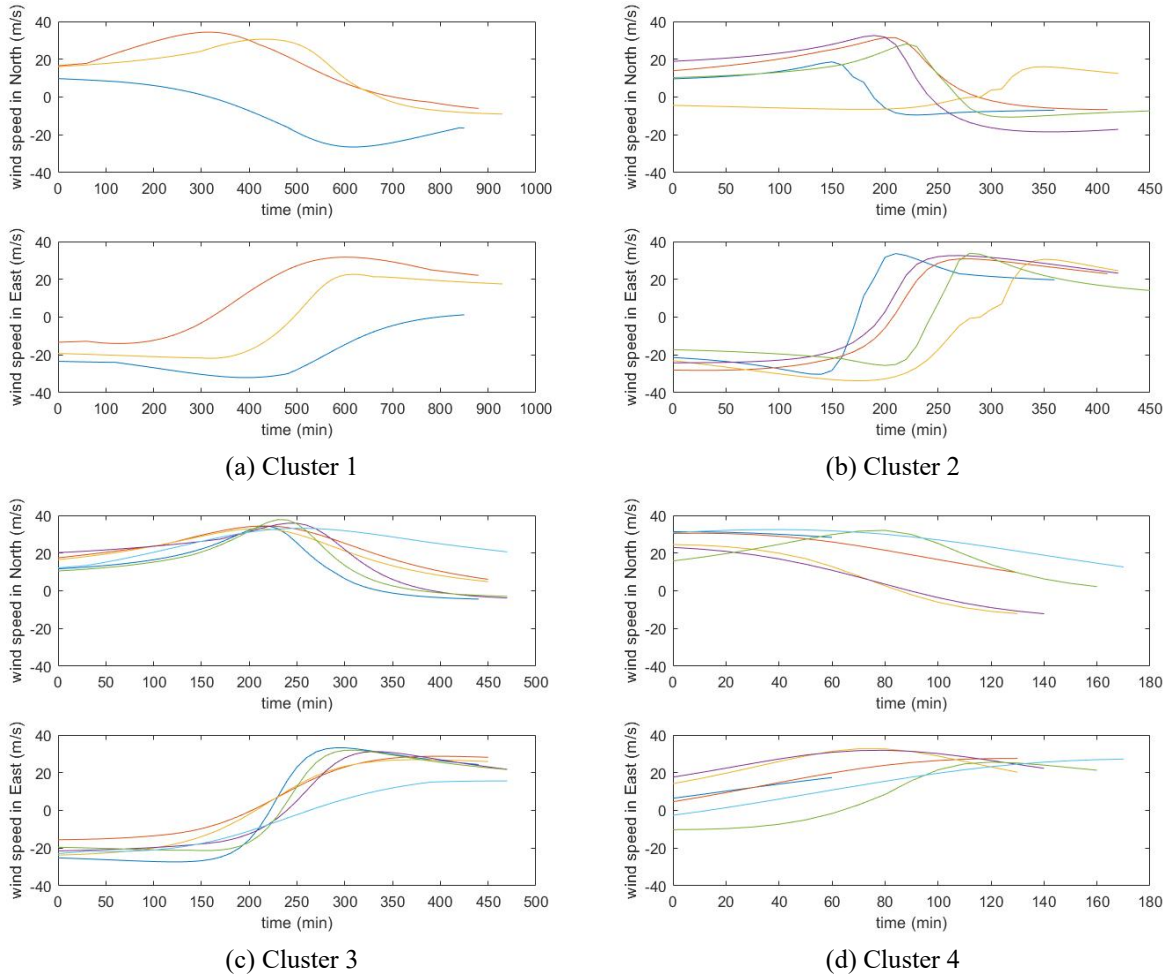 40
20
0
-20
-40
wind speed in North (m/s)
0 100 200 300 400 500 600 700 800 900 1000
time (min)
40
20
0
-20
-40
wind speed in East (m/s)
0 100 200 300 400 500 600 700 800 900 1000
time (min)
(a) Cluster 1
40
20
0
-20
-40
wind speed in North (m/s)
0 50 100 150 200 250 300 350 400 450
time (min)
40
20
0
-20
-40
wind speed in East (m/s)
0 50 100 150 200 250 300 350 400 450
time (min)
(b) Cluster 2
40
20
0
-20
-40
wind speed in North (m/s)
0 50 100 150 200 250 300 350 400 450 500
time (min)
40
20
0
-20
-40
wind speed in East (m/s)
0 50 100 150 200 250 300 350 400 450 500
time (min)
(c) Cluster 3
40
20
0
-20
-40
wind speed in North (m/s)
0 20 40 60 80 100 120 140 160 180
time (min)
40
20
0
-20
-40
wind speed in East (m/s)
0 20 40 60 80 100 120 140 160 180
time (min)
(d) Cluster 4